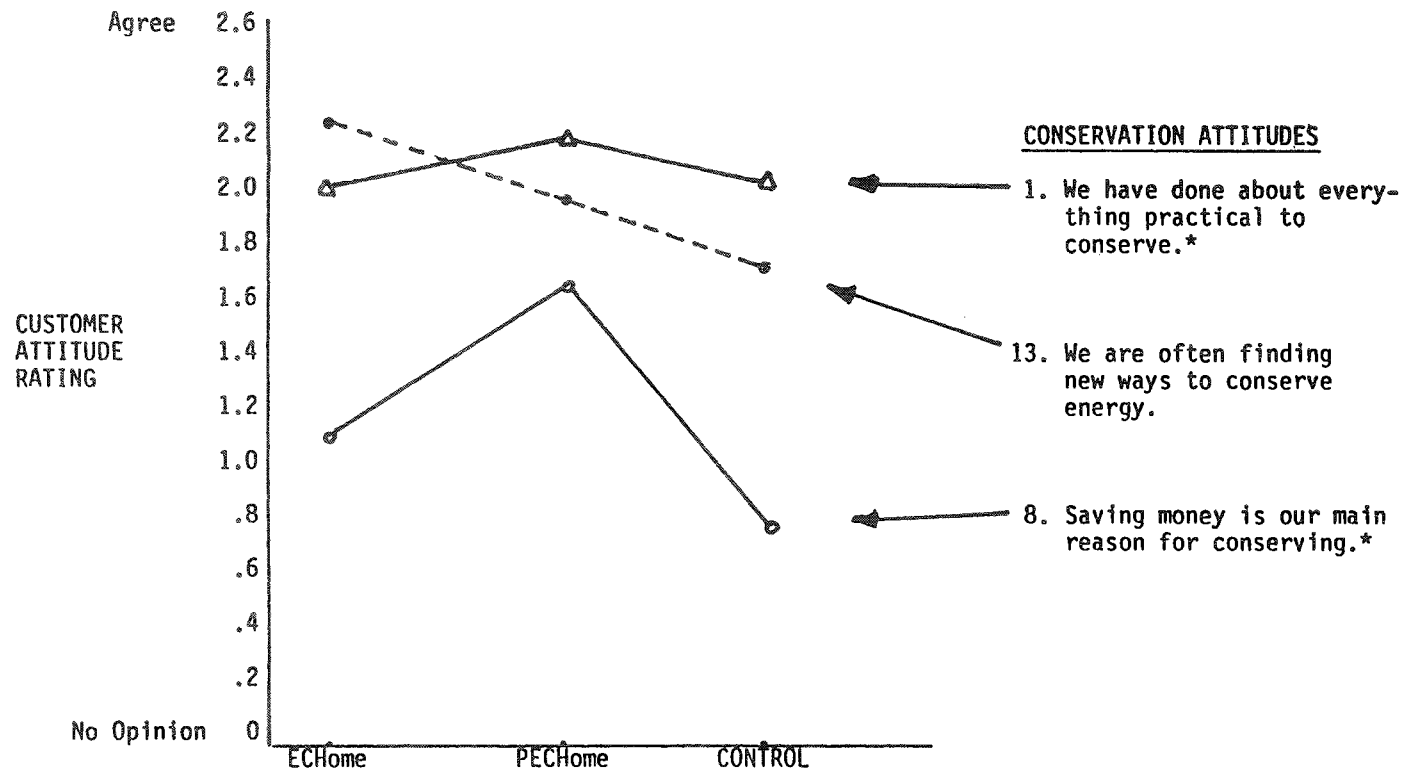 Agree 2.6
2.4
2.2
2.0
1.8
1.6
1.4
1.2
1.0
.8
.6
.4
.2
No Opinion 0
CUSTOMER
ATTITUDE
RATING
ECHome PECHome CONTROL
CONSERVATION ATTITUDES
1. We have done about every-
thing practical to
conserve.*
13. We are often finding
new ways to conserve
energy.
8. Saving money is our main
reason for conserving.*